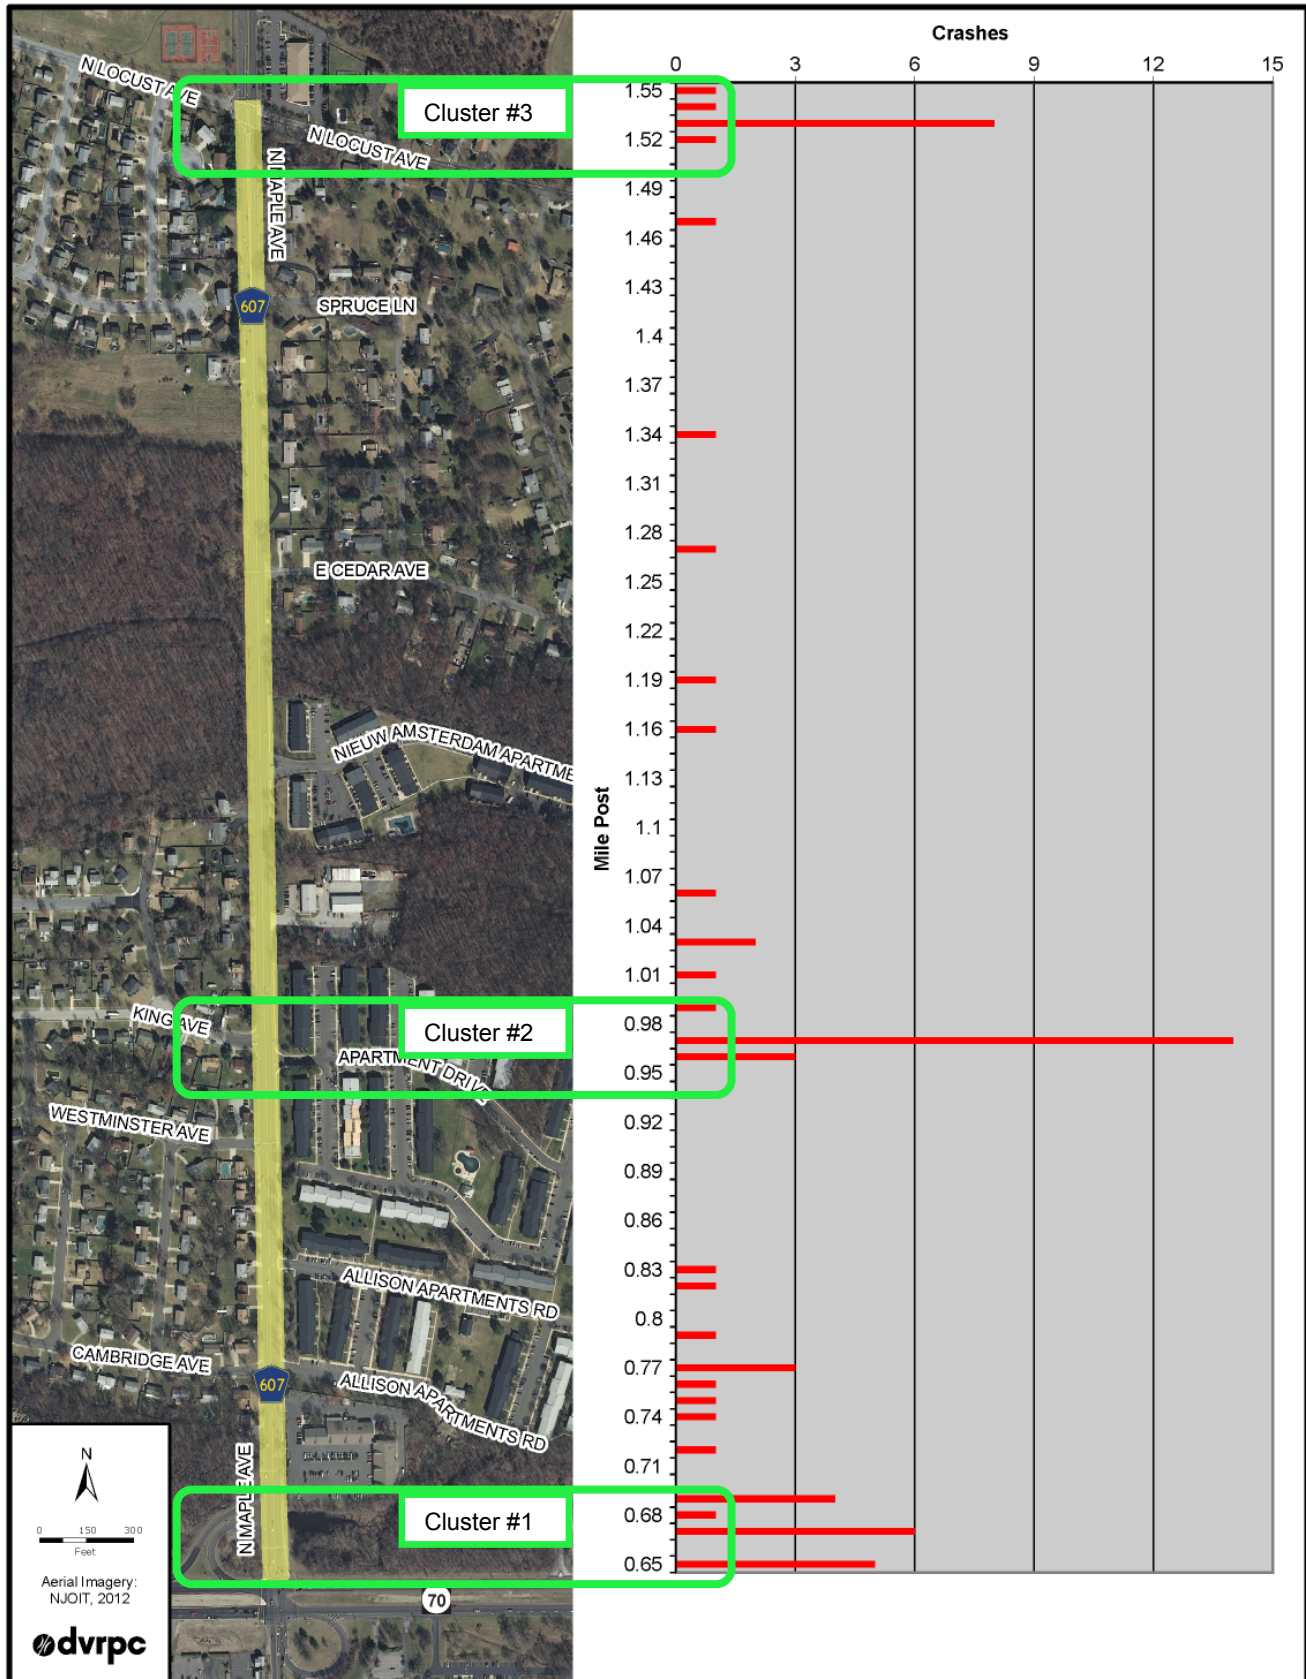 Crashes
0 3 6 9 12 15
N LOCUST AVE
Cluster #3
N LOCUST AVE
N MAPLE AVE
607
SPRUCE LN
E CEDAR AVE
NIEUW AMSTERDAM APARTME
KING AVE
Cluster #2
APARTMENT DRIVE
WESTMINSTER AVE
ALLISON APARTMENTS RD
CAMBRIDGE AVE
607
ALLISON APARTMENTS RD
N MAPLE AVE
Cluster #1
70
Mile Post
1.55
1.52
1.49
1.46
1.43
1.4
1.37
1.34
1.31
1.28
1.25
1.22
1.19
1.16
1.13
1.1
1.07
1.04
1.01
0.98
0.95
0.92
0.89
0.86
0.83
0.8
0.77
0.74
0.71
0.68
0.65
N
0 150 300
Feet
Aerial Imagery:
NJOIT, 2012
dvrpc